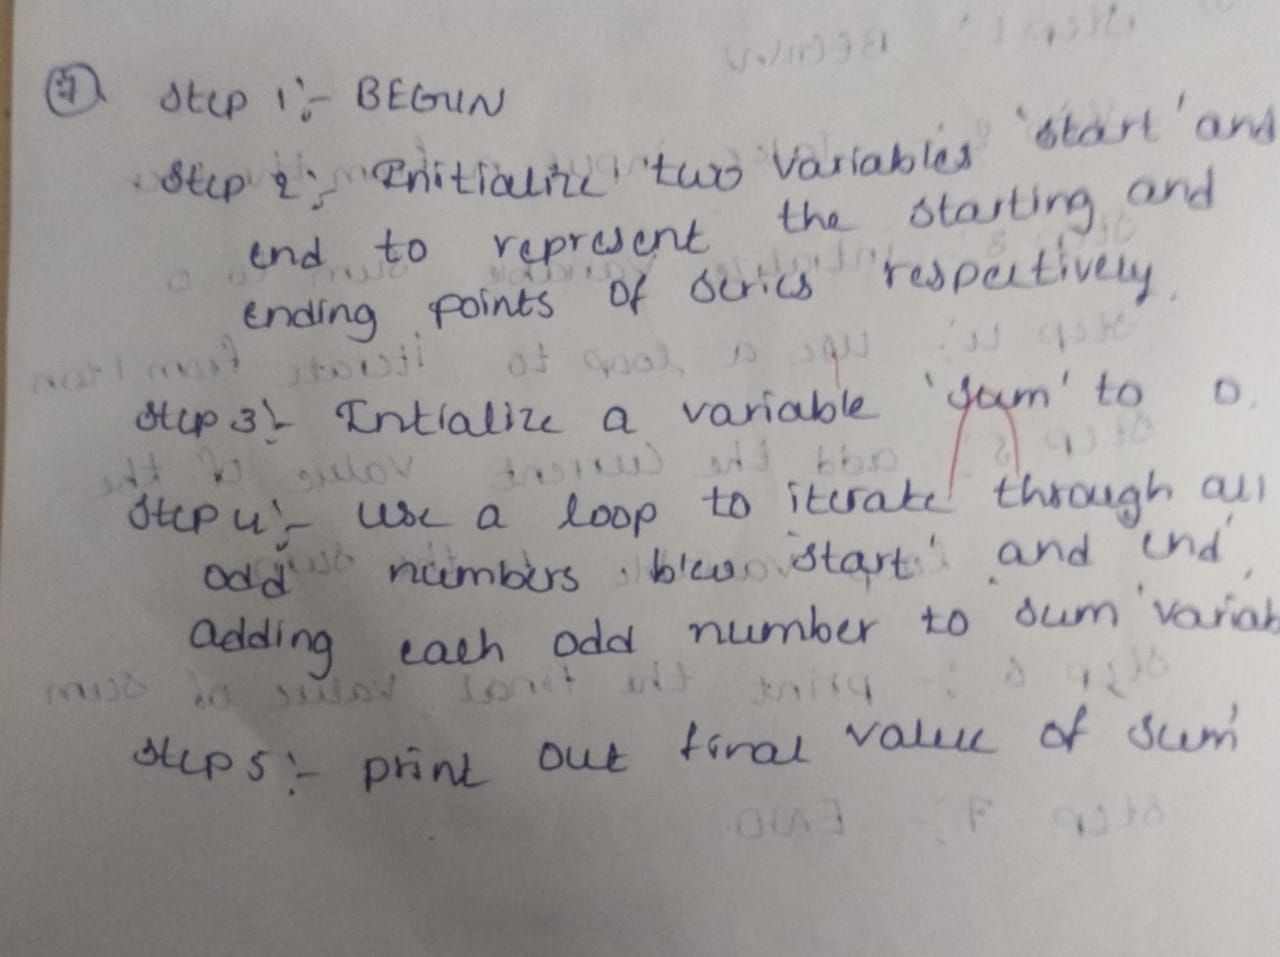 7 Step 1:- BEGUN
Step 2:- Initialize two variables 'start' and
end to represent the starting and
ending points of series respectively.
Step 3:- Intialize a variable 'sum' to 0.
Step 4:- use a loop to iterate through all
odd numbers b/w 'start' and 'end'
adding each odd number to sum 'variab
Step 5:- print out final value of sum'